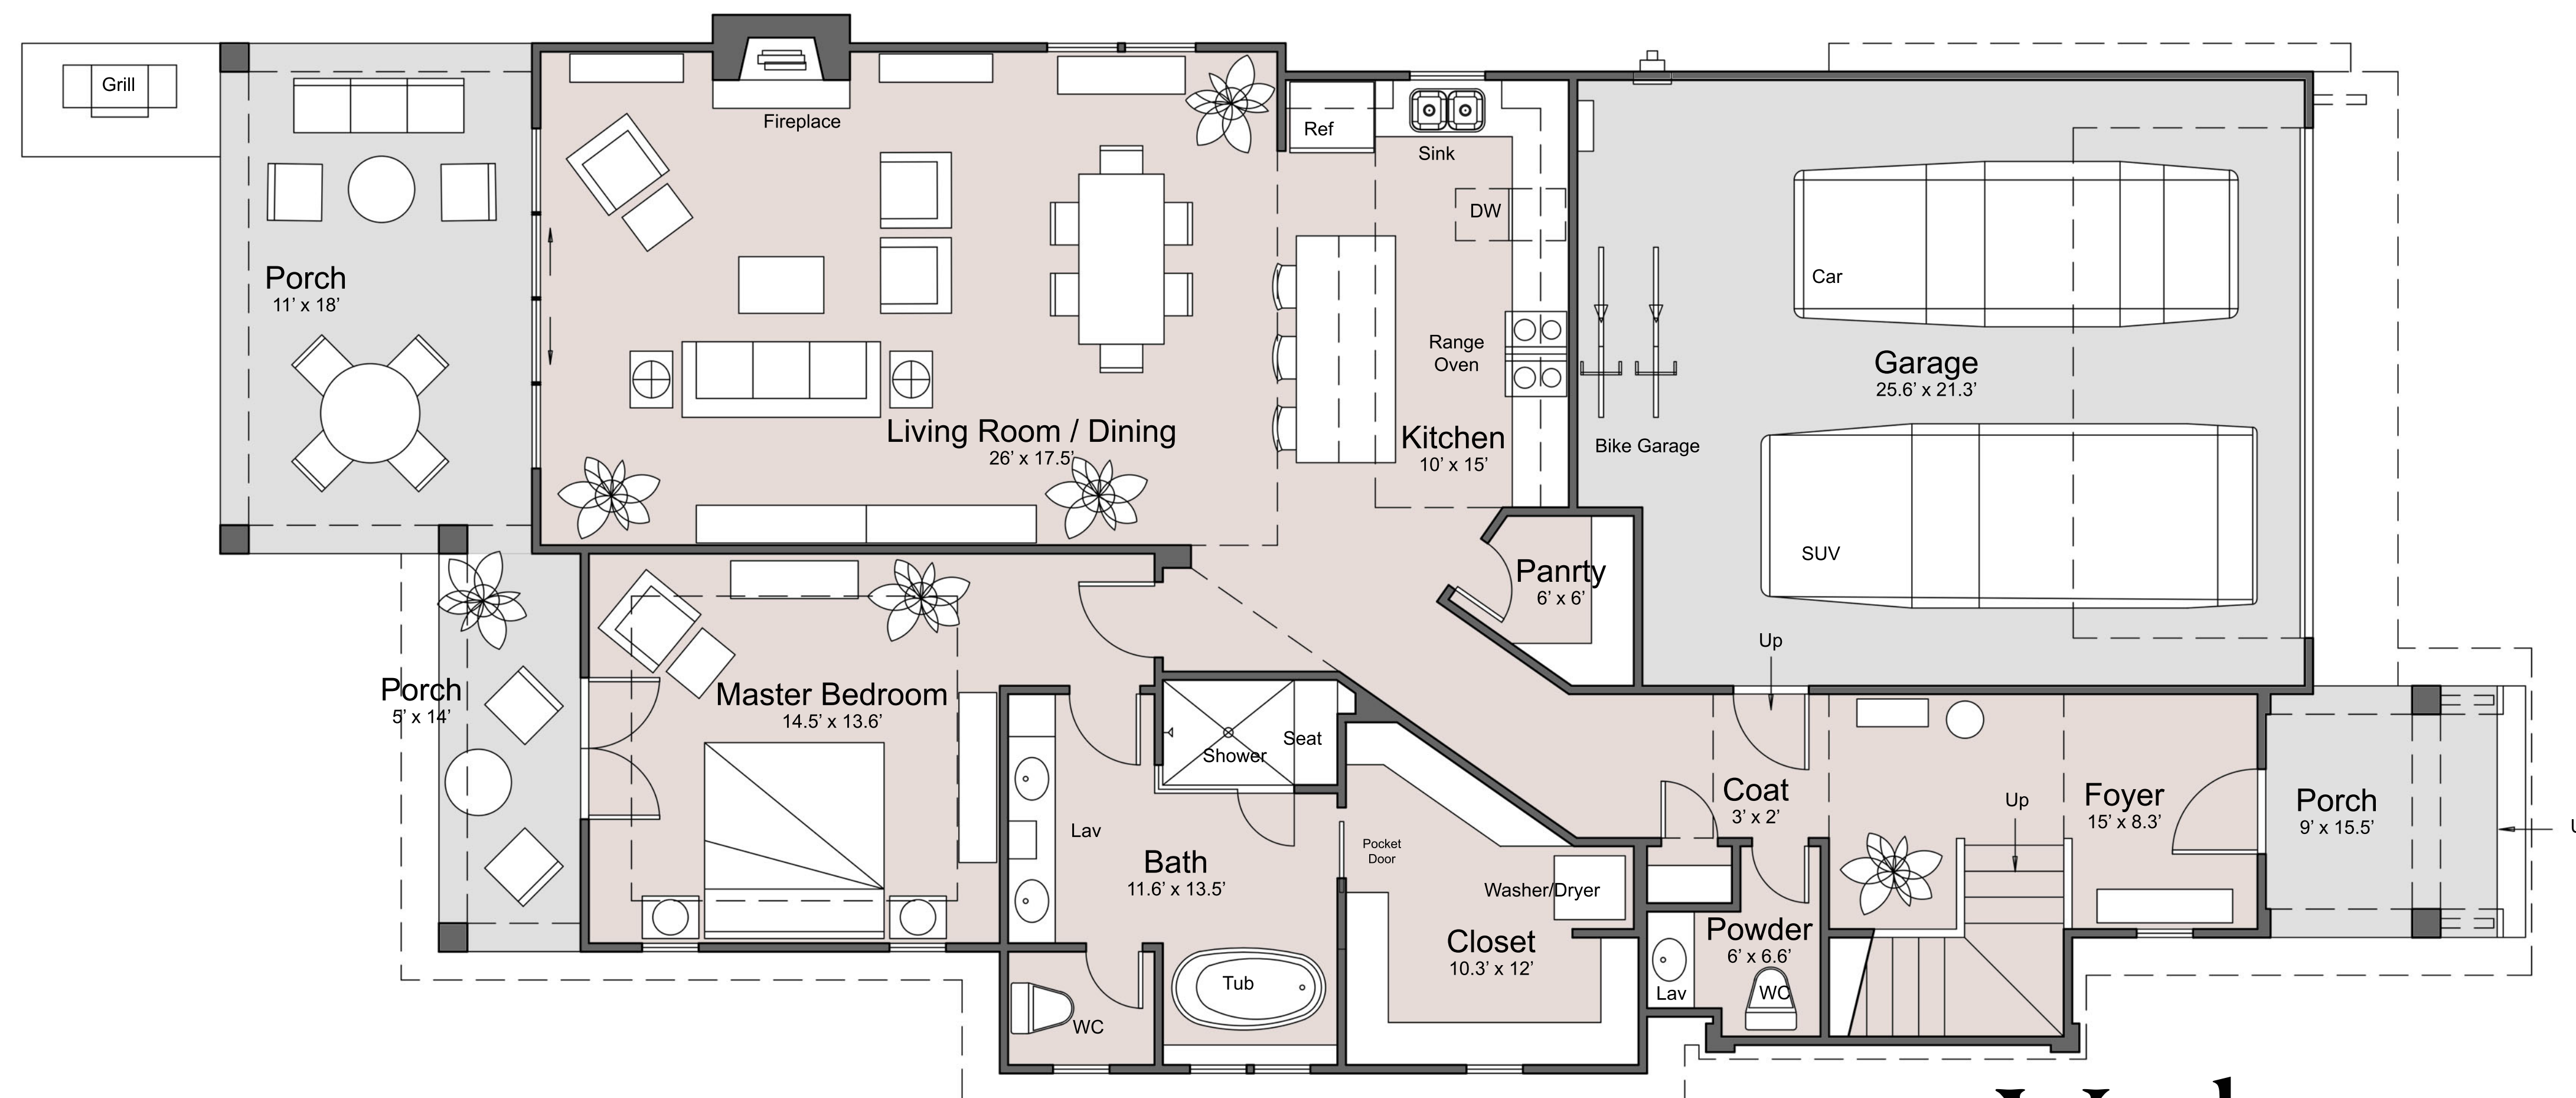 Grill
Fireplace
Ref
Sink
DW
Car
Porch
11' x 18'
Range
Oven
Garage
25.6' x 21.3'
Living Room / Dining
26' x 17.5'
Kitchen
10' x 15'
Bike Garage
SUV
Panrty
6' x 6'
Up
Porch
5' x 14'
Master Bedroom
14.5' x 13.6'
Shower
Seat
Coat
3' x 2'
Up
Foyer
15' x 8.3'
Porch
9' x 15.5'
Lav
Bath
11.6' x 13.5'
Pocket
Door
Washer/Dryer
Closet
10.3' x 12'
Powder
6' x 6.6'
Tub
Lav
WC
WC